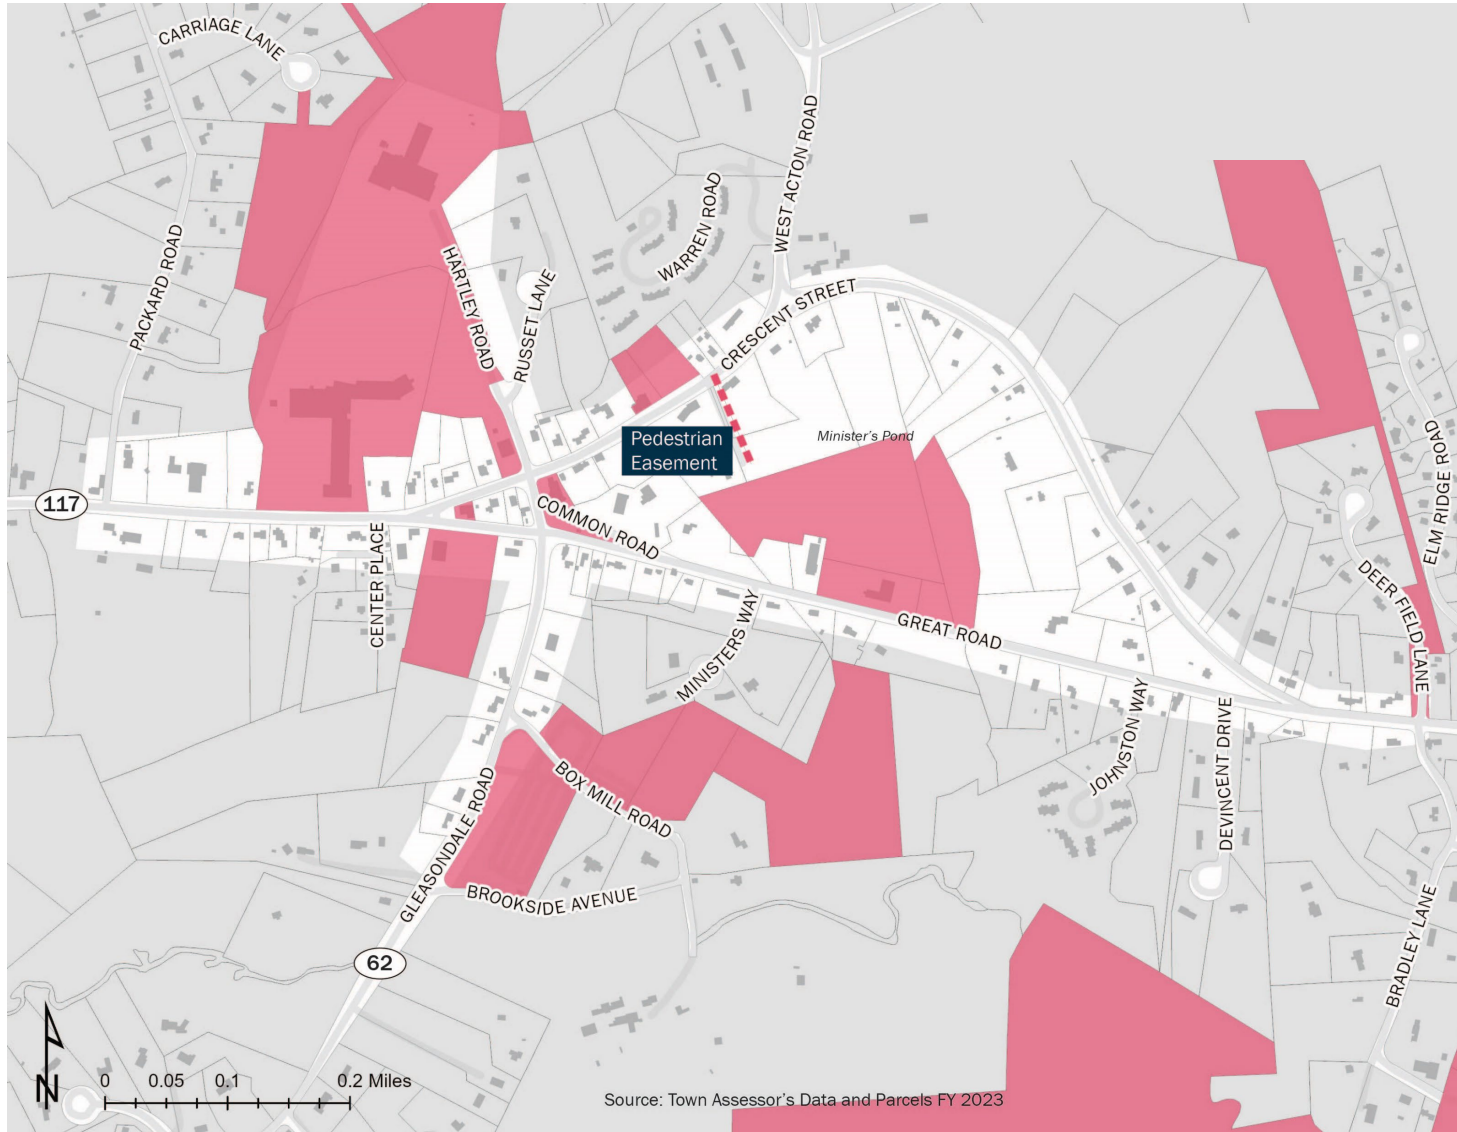 CARRIAGE LANE
WEST ACTON ROAD
WARREN ROAD
PACKARD ROAD
HARTLEY ROAD
RUSSET LANE
CRESCENT STREET
Pedestrian
Easement
Minister's Pond
117
COMMON ROAD
CENTER PLACE
ELM RIDGE ROAD
DEER FIELD LANE
GREAT ROAD
MINISTERS WAY
JOHNSTON WAY
DEVINCENT DRIVE
BOX MILL ROAD
GLEASONDALE ROAD
BROOKSIDE AVENUE
BRADLEY LANE
62
N
0 0.05 0.1 0.2 Miles
Source: Town Assessor's Data and Parcels FY 2023